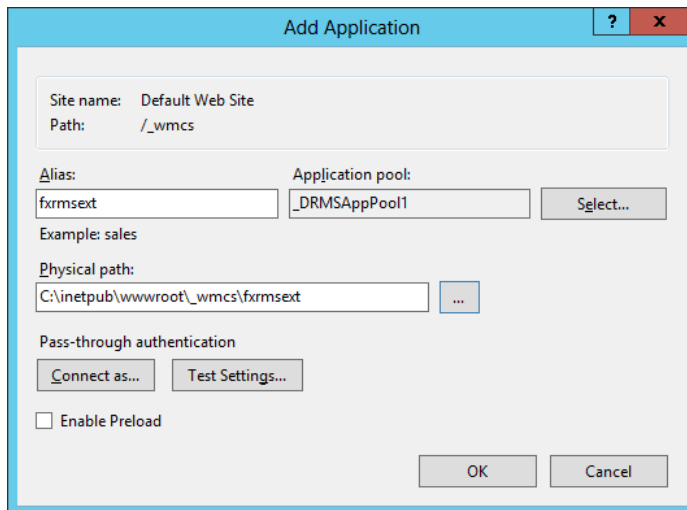 Add Application
? x
Site name: Default Web Site
Path: /_wmcs
Alias: Application pool:
fxrmsext _DRMSAppPool1 Select...
Example: sales
Physical path:
C:\inetpub\wwwroot\_wmcs\fxrmsext ...
Pass-through authentication
Connect as... Test Settings...
Enable Preload
OK Cancel